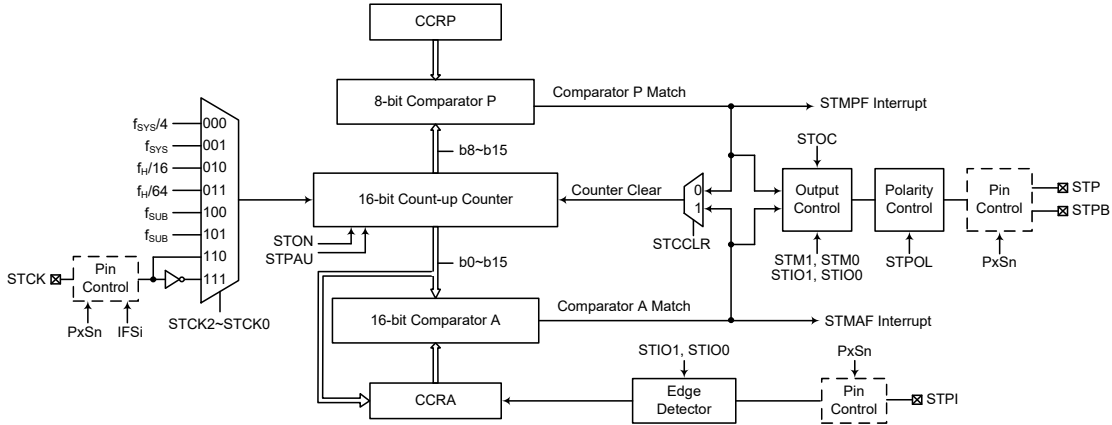 CCRP
8-bit Comparator P
Comparator P Match
STMPF Interrupt
fSYS/4
000
fSYS
001
fH/16
010
fH/64
011
fSUB
100
fSUB
101
110
111
b8~b15
STOC
16-bit Count-up Counter
Counter Clear
0
1
STCCLR
Output
Control
Polarity
Control
Pin
Control
STP
STPB
STON
STPAU
STM1, STM0
STIO1, STIO0
STPOL
PxSn
b0~b15
STCK
Pin
Control
PxSn
IFSi
STCK2~STCK0
16-bit Comparator A
Comparator A Match
STMAF Interrupt
STIO1, STIO0
PxSn
CCRA
Edge
Detector
Pin
Control
STPI